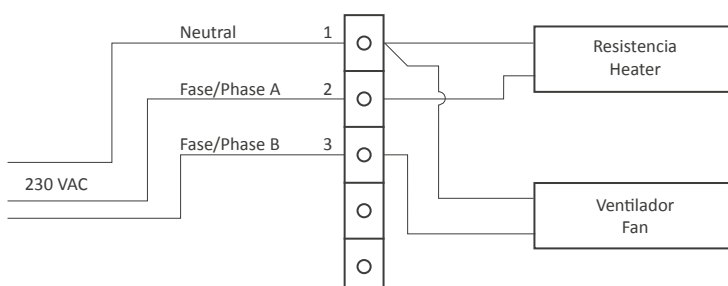 Neutral 1
Resistencia
Heater
Fase/Phase A 2
Fase/Phase B 3
230 VAC
Ventilador
Fan